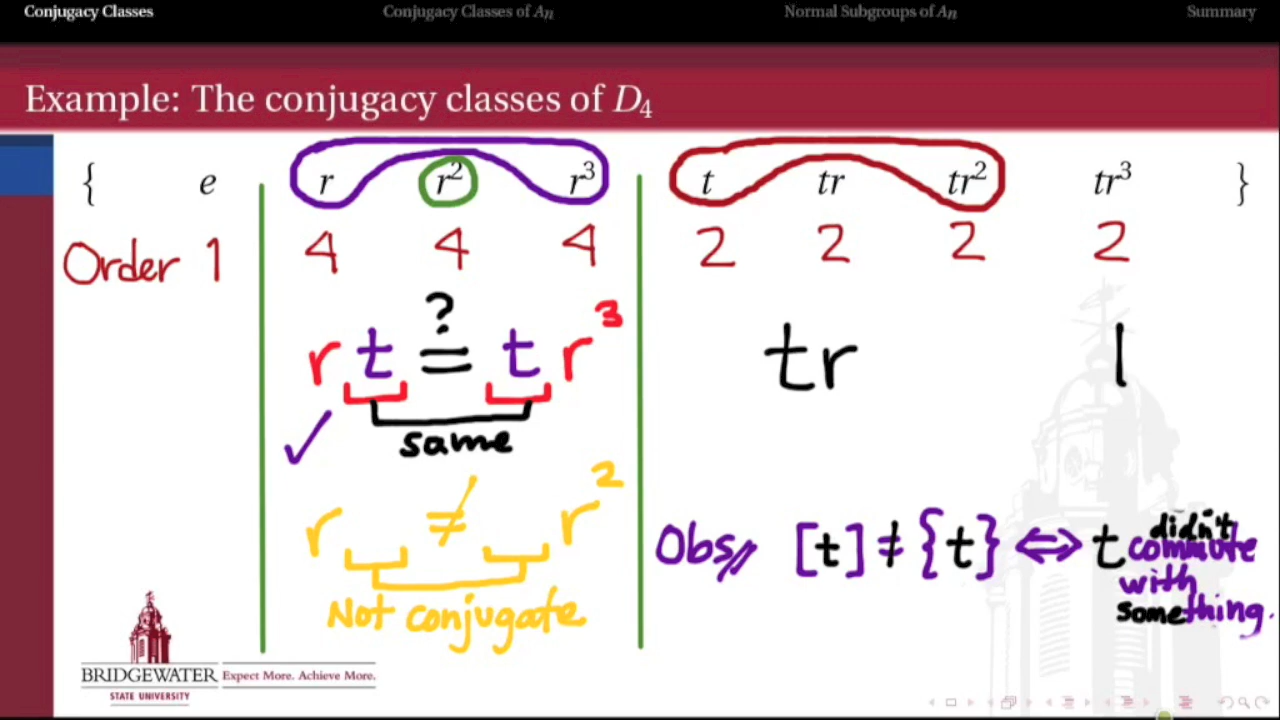 Conjugacy Classes Conjugacy Classes of Aₙ Normal Subgroups of Aₙ Summary
Example: The conjugacy classes of D₄
{ e r r² r³ t tr tr² tr³ }
Order 1 4 4 4 2 2 2 2
?
r t = t r³ tr l
same
r ≠ r²
Obs// [t] ≠ {t} ⇔ t didn't commute with something.
Not conjugate
BRIDGEWATER STATE UNIVERSITY
Expect More. Achieve More.